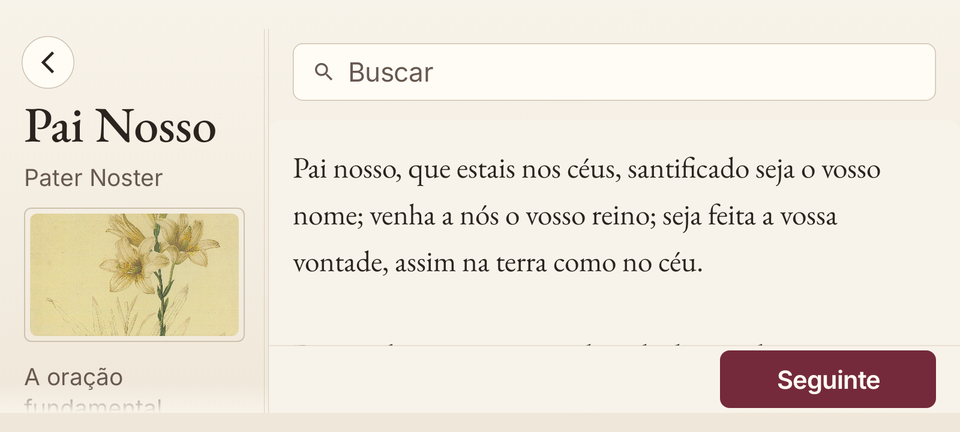 Pai Nosso
Pater Noster
A oração
fundamental
Buscar
Pai nosso, que estais nos céus, santificado seja o vosso
nome; venha a nós o vosso reino; seja feita a vossa
vontade, assim na terra como no céu.
Seguinte